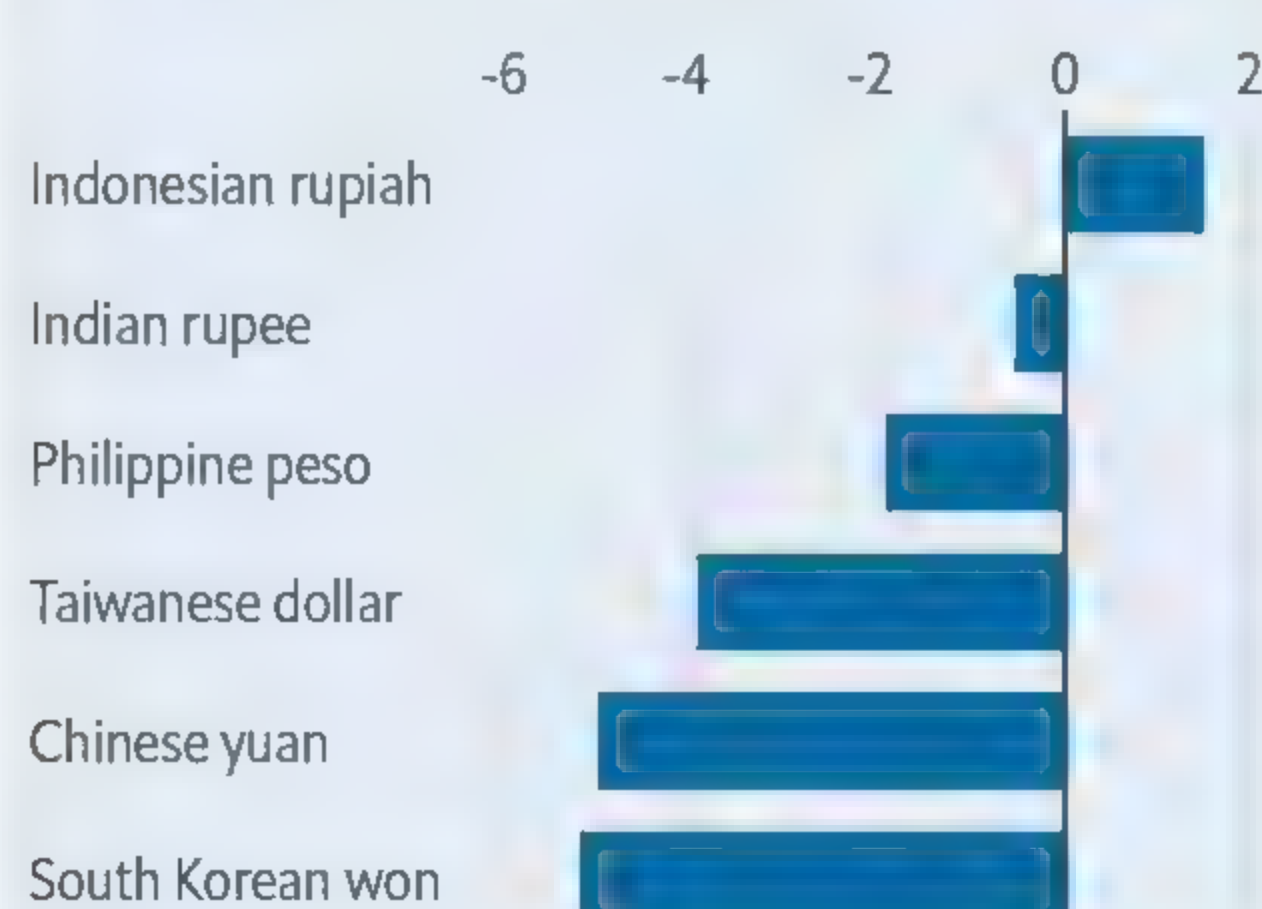 -6 -4 -2 0 2
Indonesian rupiah
Indian rupee
Philippine peso
Taiwanese dollar
Chinese yuan
South Korean won